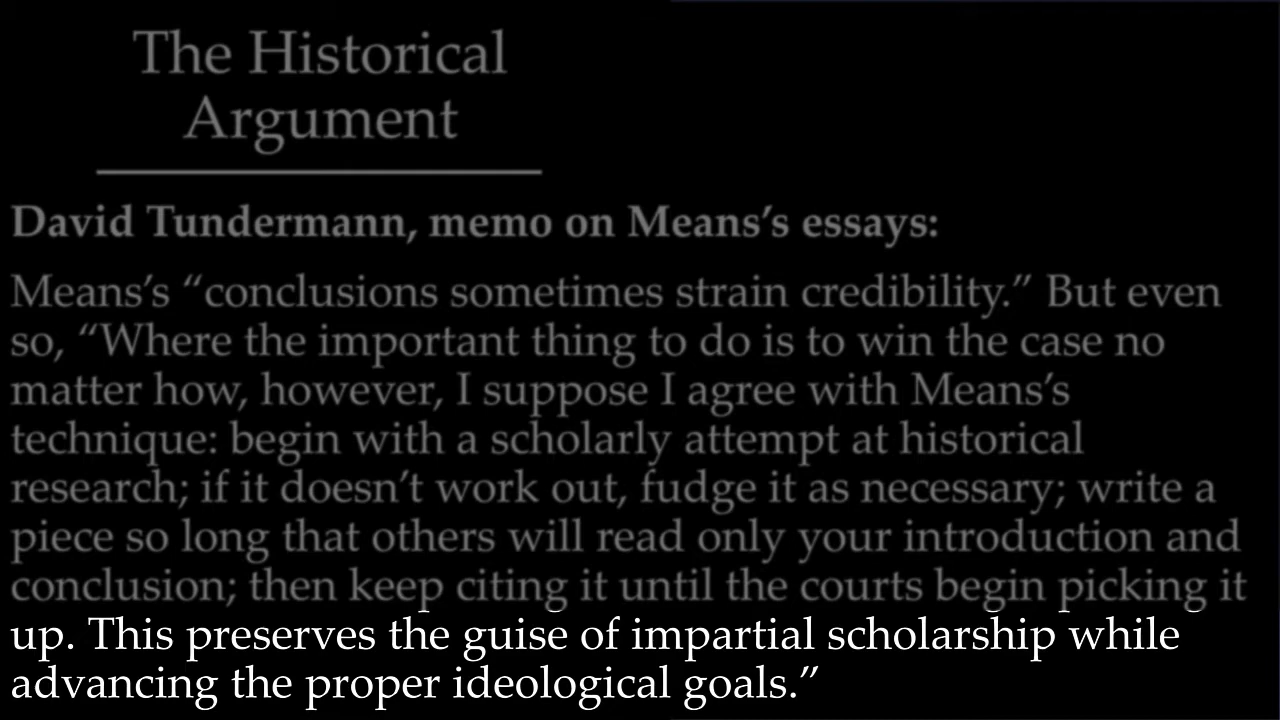 The Historical
Argument
David Tundermann, memo on Means’s essays:
Means’s “conclusions sometimes strain credibility.” But even
so, “Where the important thing to do is to win the case no
matter how, however, I suppose I agree with Means’s
technique: begin with a scholarly attempt at historical
research; if it doesn’t work out, fudge it as necessary; write a
piece so long that others will read only your introduction and
conclusion; then keep citing it until the courts begin picking it
up. This preserves the guise of impartial scholarship while
advancing the proper ideological goals.”